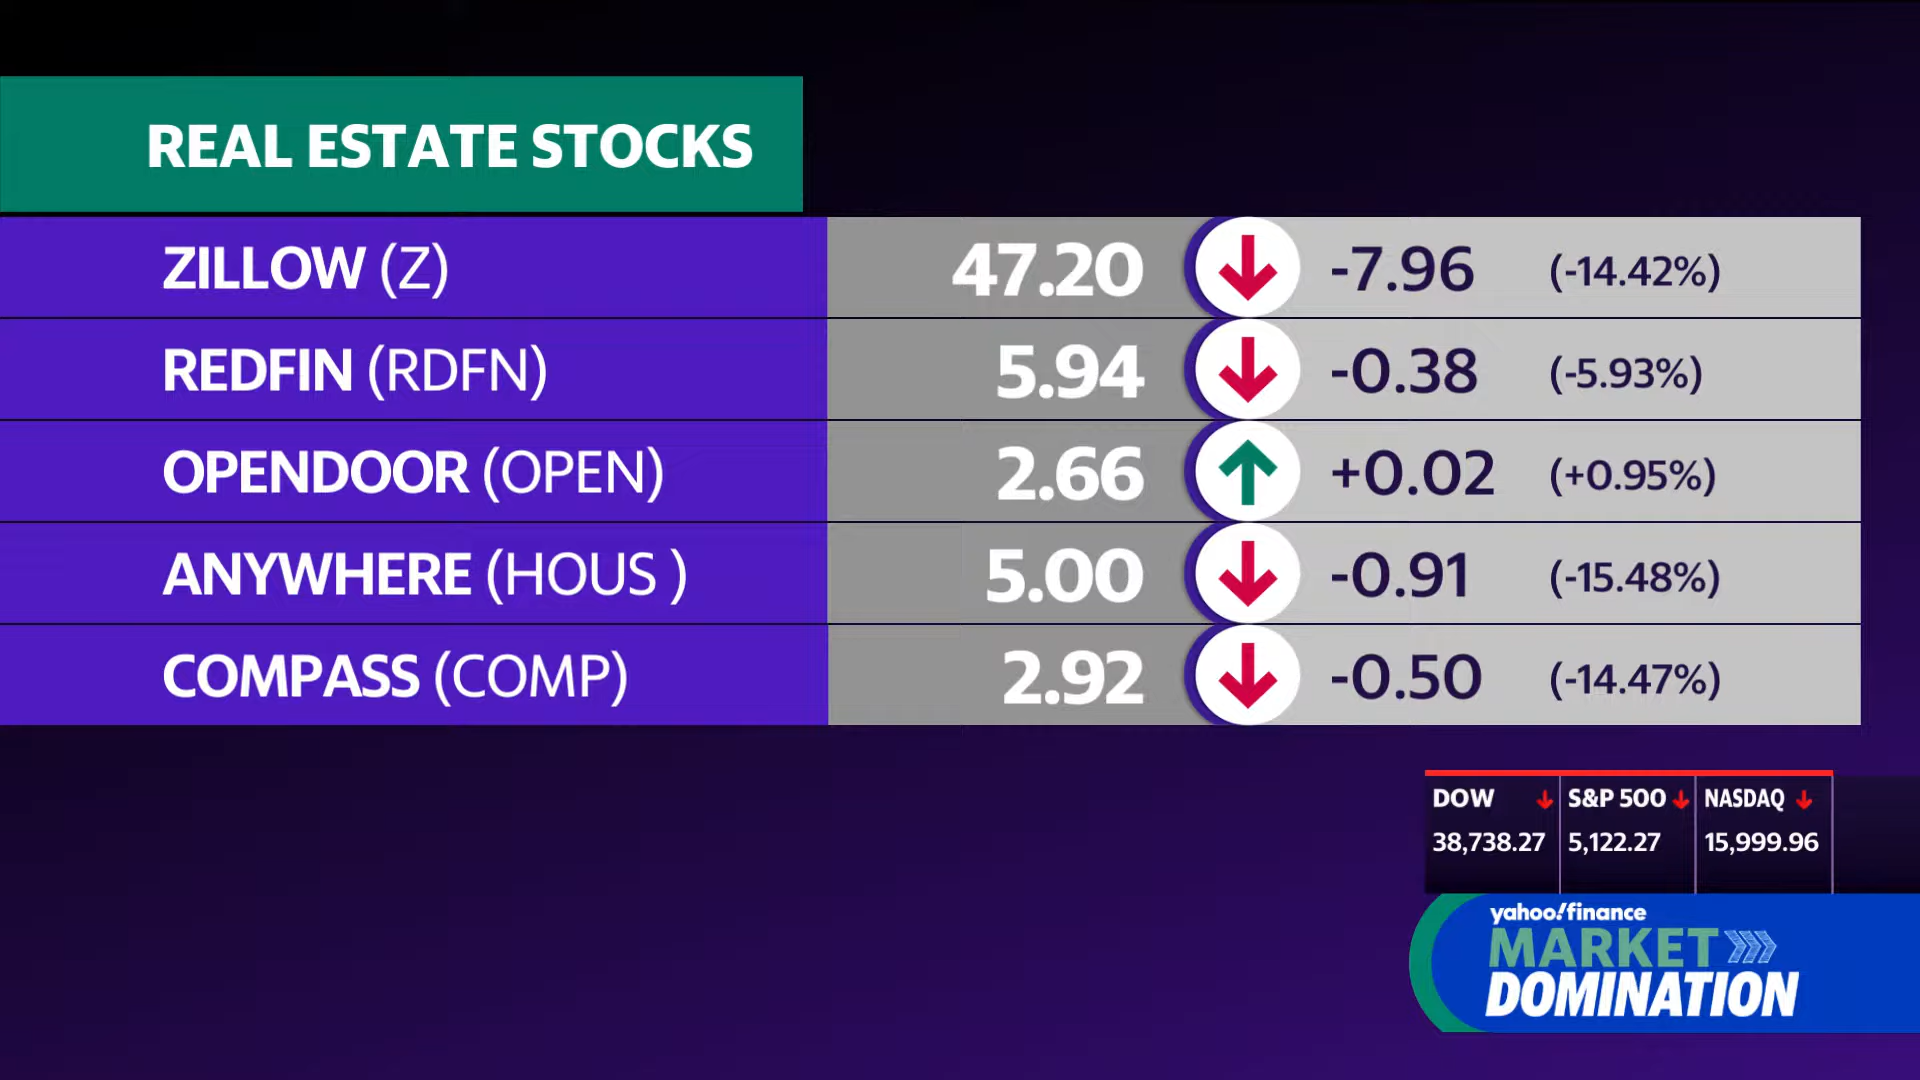 REAL ESTATE STOCKS
ZILLOW (Z) 47.20 -7.96 (-14.42%)
REDFIN (RDFN) 5.94 -0.38 (-5.93%)
OPENDOOR (OPEN) 2.66 +0.02 (+0.95%)
ANYWHERE (HOUS ) 5.00 -0.91 (-15.48%)
COMPASS (COMP) 2.92 -0.50 (-14.47%)
DOW S&P 500 NASDAQ
38,738.27 5,122.27 15,999.96
yahoo!finance
MARKET
DOMINATION